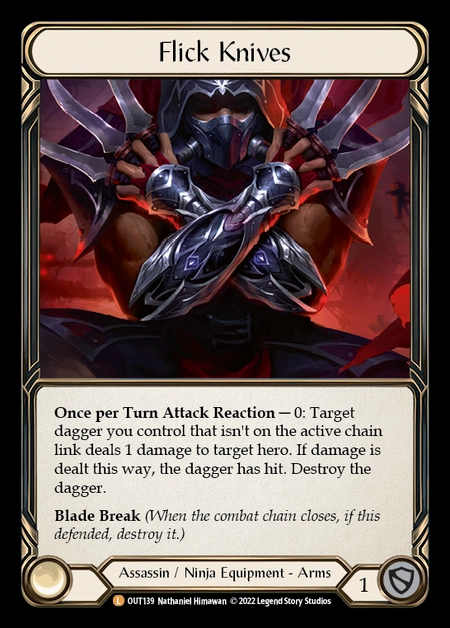 Flick Knives
Once per Turn Attack Reaction — 0: Target
dagger you control that isn't on the active chain
link deals 1 damage to target hero. If damage is
dealt this way, the dagger has hit. Destroy the
dagger.
Blade Break (When the combat chain closes, if this
defended, destroy it.)
Assassin / Ninja Equipment - Arms
1
L OUT139 Nathaniel Himawan © 2022 Legend Story Studios